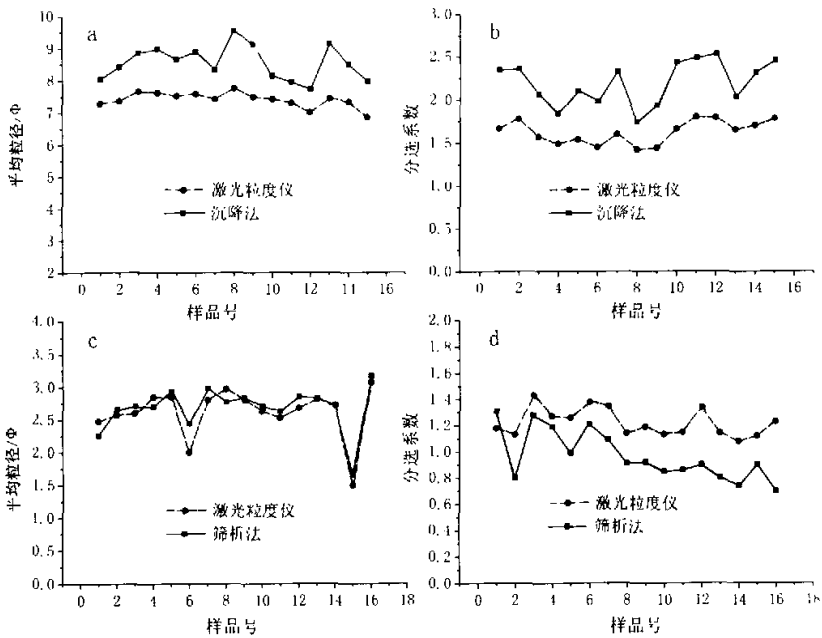 a
10
9
8
7
6
5
4
3
2
平均粒径/Φ
激光粒度仪
沉降法
0 2 4 6 8 10 12 11 16
样品号
b
3.0
2.5
2.0
1.5
1.0
0.5
0.0
分选系数
激光粒度仪
沉降法
0 2 4 6 8 10 12 14 16
样品号
c
4.0
3.5
3.0
2.5
2.0
1.5
1.0
0.5
0.0
平均粒径/Φ
激光粒度仪
筛析法
0 2 4 6 8 10 12 14 16 18
样品号
d
2.0
1.8
1.6
1.4
1.2
1.0
0.8
0.6
0.4
0.2
0.0
分选系数
激光粒度仪
筛析法
0 2 4 6 8 10 12 14 16 18
样品号